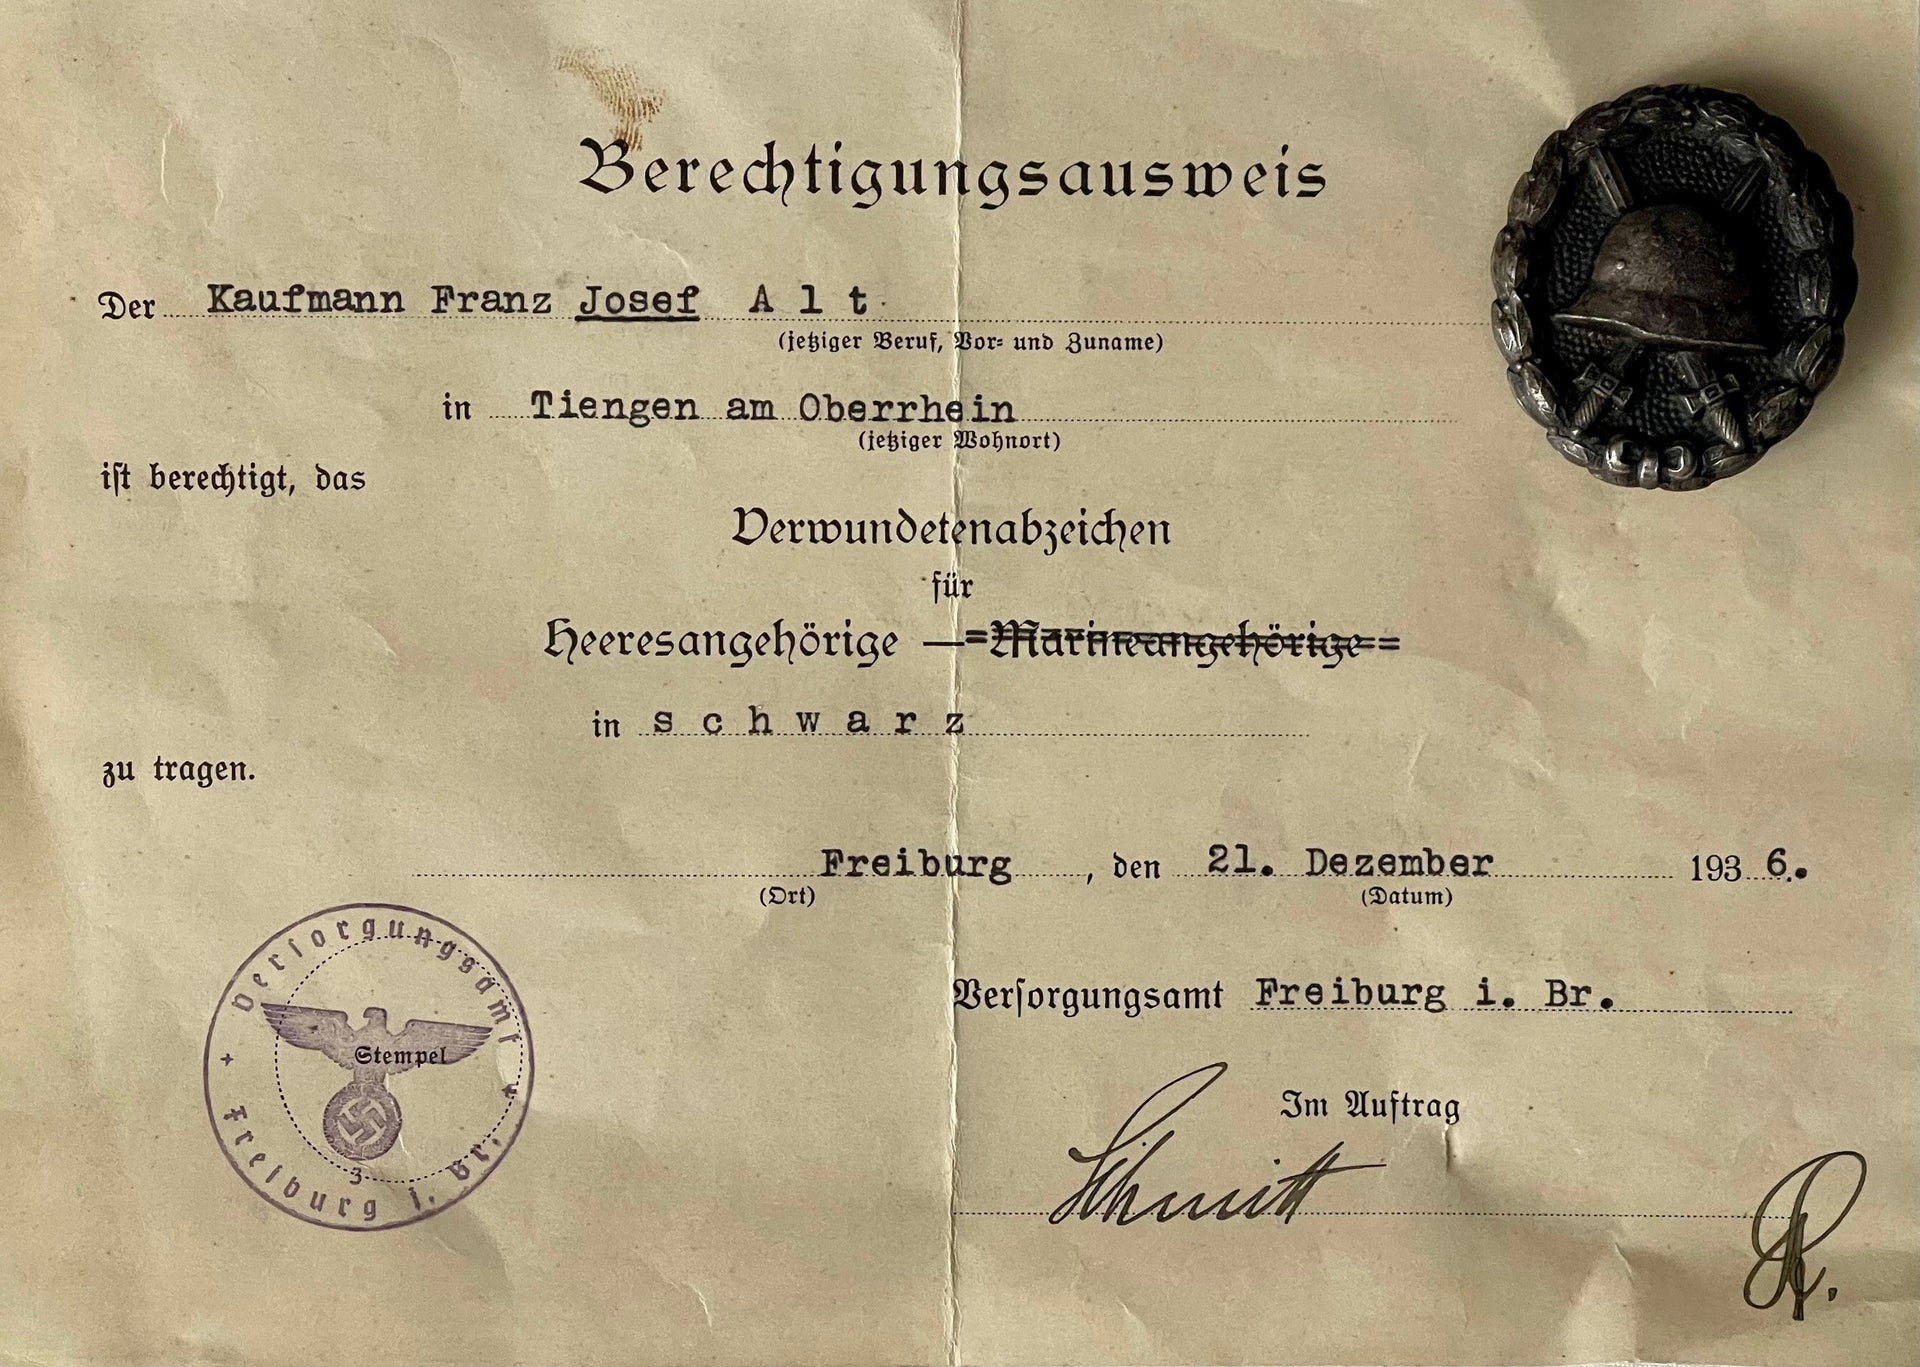 Berechtigungsausweis
Der Kaufmann Franz Josef A l t
(jetziger Beruf, Vor- und Zuname)
in Tiengen am Oberrhein
(jetziger Wohnort)
ist berechtigt, das
Verwundetenabzeichen
für
Heeresangehörige — Marineangehörige
in s c h w a r z
zu tragen.
Freiburg, den 21. Dezember 1936.
(Ort) (Datum)
Versorgungsamt Freiburg i. Br.
Im Auftrag
Schmitt
Versorgungsamt
Stempel
3
Freiburg i. Br.